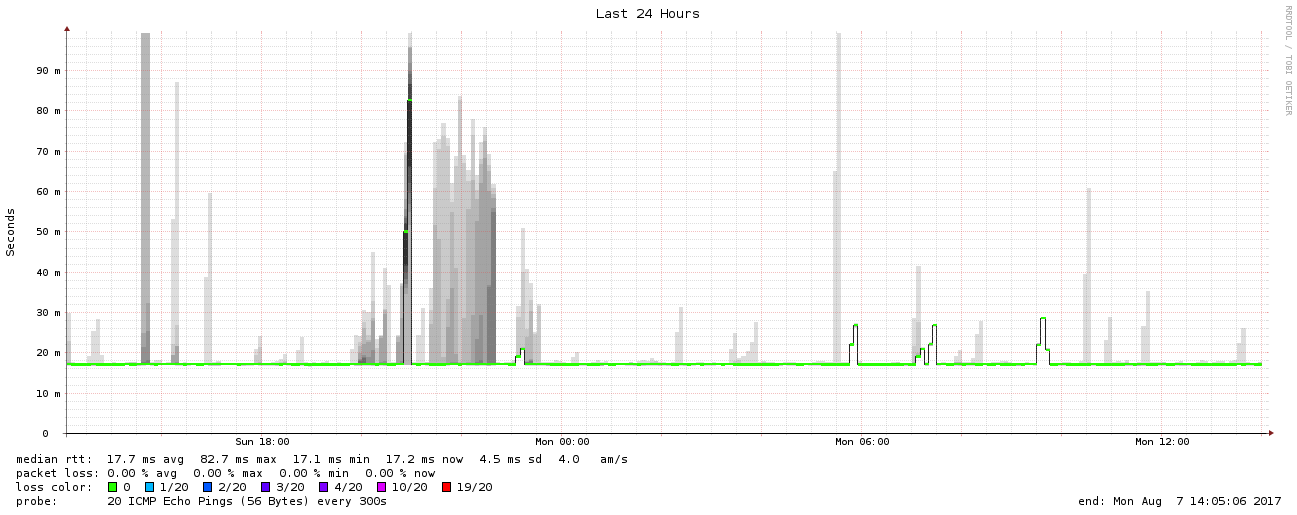 Last 24 Hours
RRDTOOL / TOBI OETIKER
Seconds
90 m
80 m
70 m
60 m
50 m
40 m
30 m
20 m
10 m
0
Sun 18:00 Mon 00:00 Mon 06:00 Mon 12:00
median rtt: 17.7 ms avg 82.7 ms max 17.1 ms min 17.2 ms now 4.5 ms sd 4.0 am/s
packet loss: 0.00 % avg 0.00 % max 0.00 % min 0.00 % now
loss color: 0 1/20 2/20 3/20 4/20 10/20 19/20
probe: 20 ICMP Echo Pings (56 Bytes) every 300s end: Mon Aug 7 14:05:06 2017